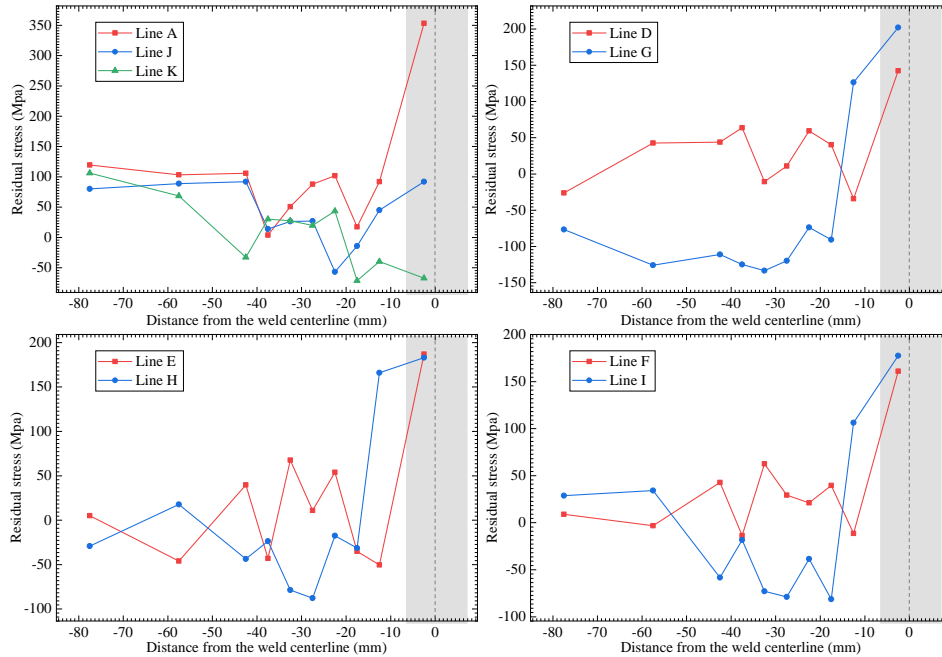 Line A
Line J
Line K
350
300
250
200
150
100
50
0
-50
Residual stress (Mpa)
-80 -70 -60 -50 -40 -30 -20 -10 0
Distance from the weld centerline (mm)
Line D
Line G
200
150
100
50
0
-50
-100
-150
Residual stress (Mpa)
-80 -70 -60 -50 -40 -30 -20 -10 0
Distance from the weld centerline (mm)
Line E
Line H
200
150
100
50
0
-50
-100
Residual stress (Mpa)
-80 -70 -60 -50 -40 -30 -20 -10 0
Distance from the weld centerline (mm)
Line F
Line I
200
150
100
50
0
-50
-100
Residual stress (Mpa)
-80 -70 -60 -50 -40 -30 -20 -10 0
Distance from the weld centerline (mm)